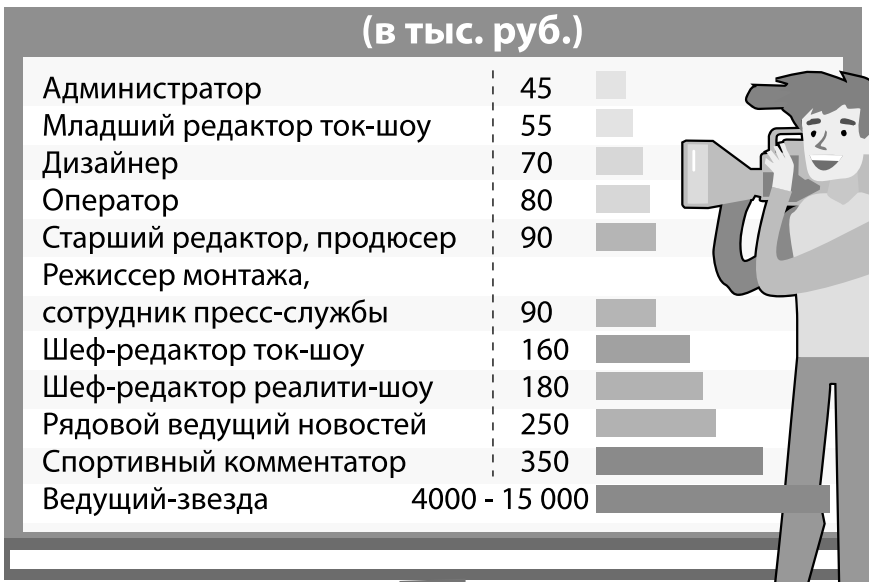 (в тыс. руб.)
Администратор 45
Младший редактор ток-шоу 55
Дизайнер 70
Оператор 80
Старший редактор, продюсер 90
Режиссер монтажа,
сотрудник пресс-службы 90
Шеф-редактор ток-шоу 160
Шеф-редактор реалити-шоу 180
Рядовой ведущий новостей 250
Спортивный комментатор 350
Ведущий-звезда 4000 - 15 000